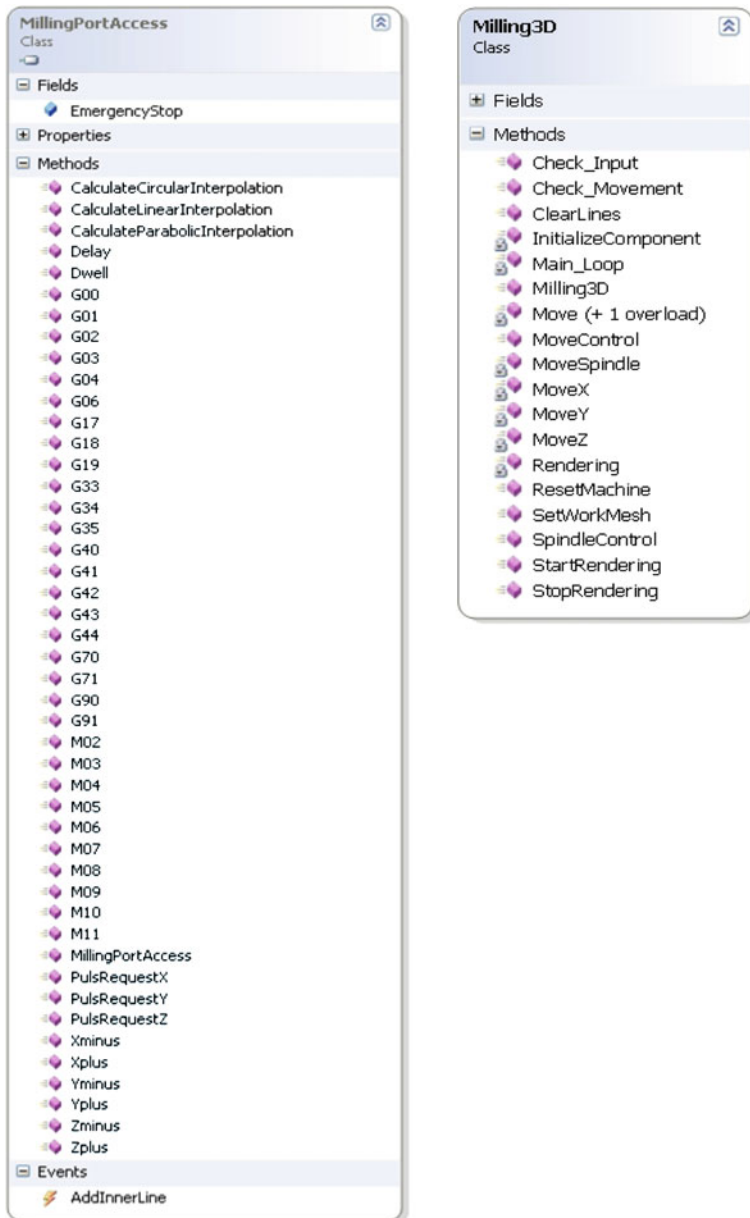 MillingPortAccess
Class
Fields
EmergencyStop
Properties
Methods
CalculateCircularInterpolation
CalculateLinearInterpolation
CalculateParabolicInterpolation
Delay
Dwell
G00
G01
G02
G03
G04
G06
G17
G18
G19
G33
G34
G35
G40
G41
G42
G43
G44
G70
G71
G90
G91
M02
M03
M04
M05
M06
M07
M08
M09
M10
M11
MillingPortAccess
PulsRequestX
PulsRequestY
PulsRequestZ
Xminus
Xplus
Yminus
Yplus
Zminus
Zplus
Events
AddInnerLine
Milling3D
Class
Fields
Methods
Check_Input
Check_Movement
ClearLines
InitializeComponent
Main_Loop
Milling3D
Move (+ 1 overload)
MoveControl
MoveSpindle
MoveX
MoveY
MoveZ
Rendering
ResetMachine
SetWorkMesh
SpindleControl
StartRendering
StopRendering